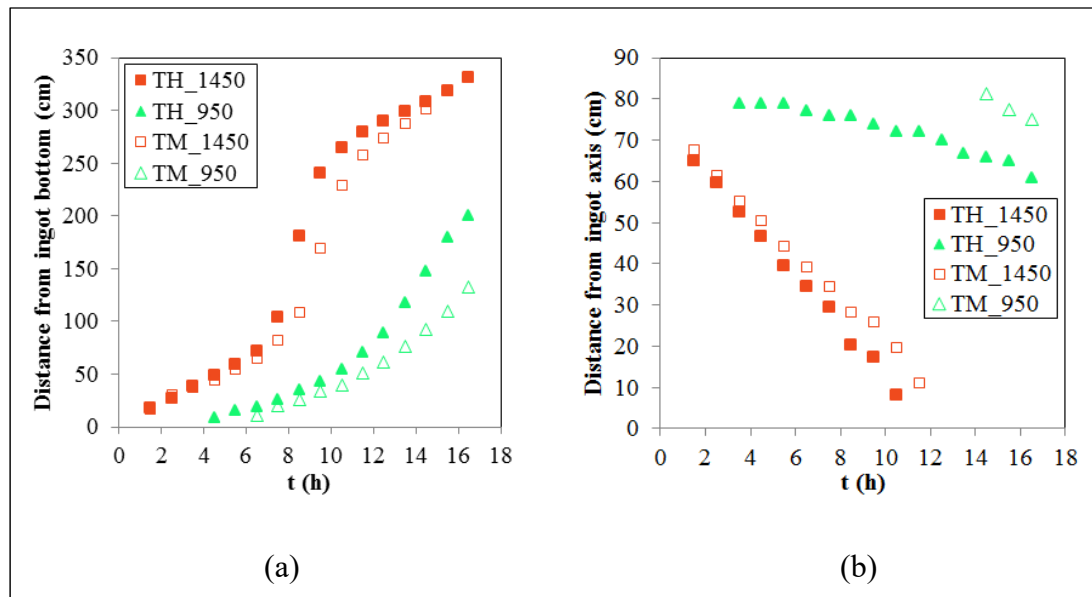 Distance from ingot bottom (cm)
350
300
250
200
150
100
50
0
TH_1450
TH_950
TM_1450
TM_950
0 2 4 6 8 10 12 14 16 18
t (h)
(a)
Distance from ingot axis (cm)
90
80
70
60
50
40
30
20
10
0
TH_1450
TH_950
TM_1450
TM_950
0 2 4 6 8 10 12 14 16 18
t (h)
(b)